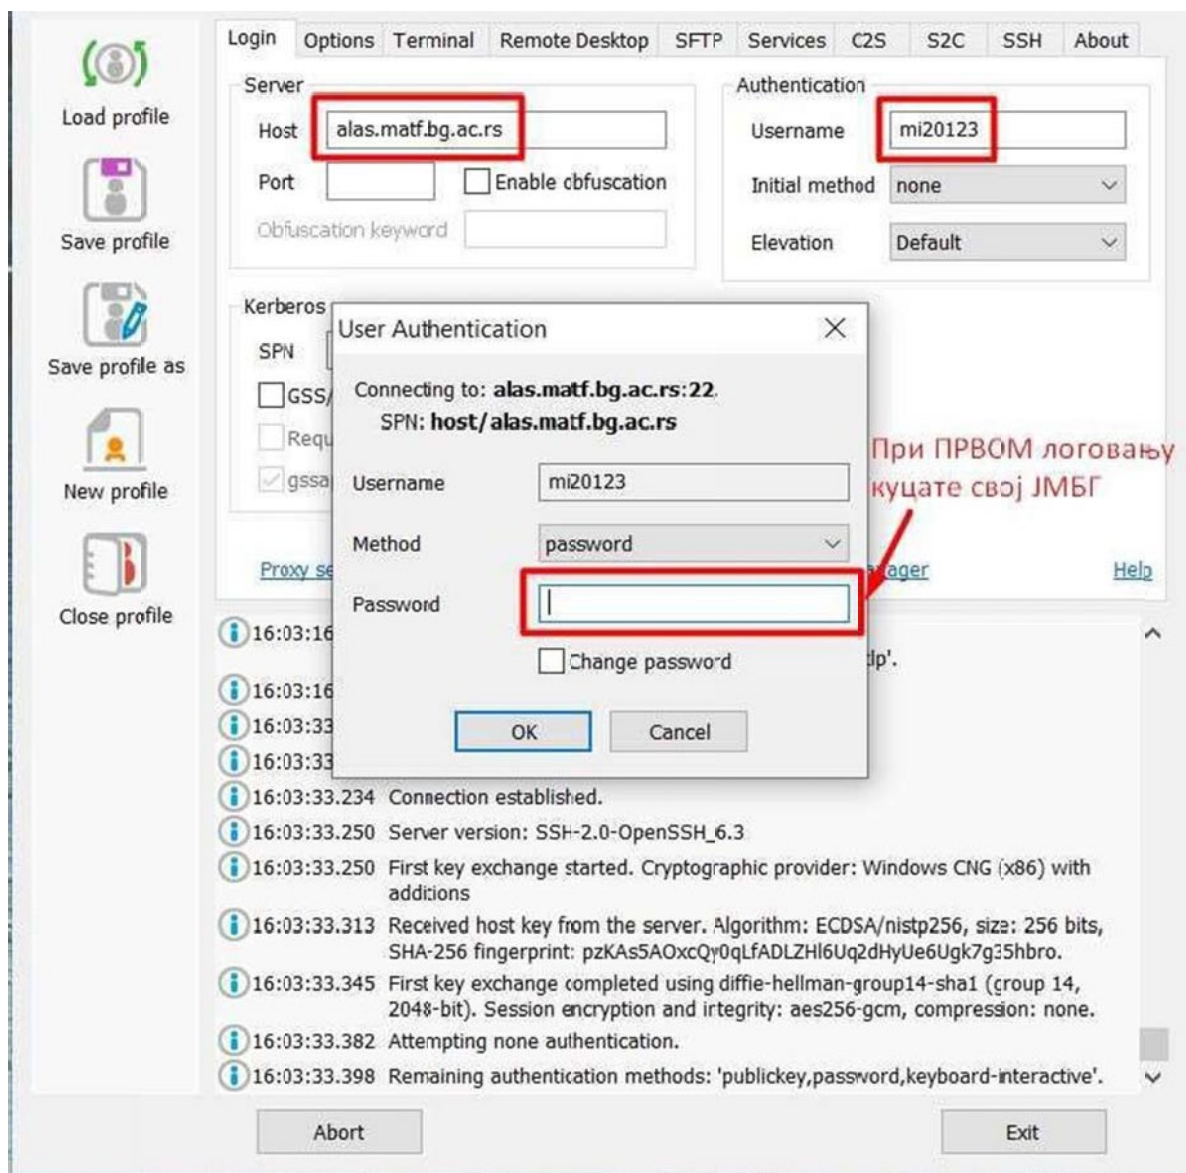 Login Options Terminal Remote Desktop SFTP Services C2S S2C SSH About
Load profile
Save profile
Save profile as
New profile
Close profile
Server
Host alas.matf.bg.ac.rs
Port Enable obfuscation
Obfuscation keyword
Authentication
Username mi20123
Initial method none
Elevation Default
Kerberos
SPN
GSS/
Requ
gssa
Proxy se
ager
Help
User Authentication
Connecting to: alas.matf.bg.ac.rs:22.
SPN: host/alas.matf.bg.ac.rs
Username mi20123
Method password
Password
Change password
OK Cancel
При ПРВОМ логовању
куцате свој ЈМБГ
16:03:16
dp'.
16:03:16
16:03:33
16:03:33
16:03:33.234 Connection established.
16:03:33.250 Server version: SSH-2.0-OpenSSH_6.3
16:03:33.250 First key exchange started. Cryptographic provider: Windows CNG (x86) with
additions
16:03:33.313 Received host key from the server. Algorithm: ECDSA/nistp256, size: 256 bits,
SHA-256 fingerprint:
16:03:33.345 First key exchange completed using diffie-hellman-group14-sha1 (group 14,
2048-bit). Session encryption and integrity: aes256-gcm, compression: none.
16:03:33.382 Attempting none authentication.
16:03:33.398 Remaining authentication methods: 'publickey,password,keyboard-interactive'.
Abort Exit